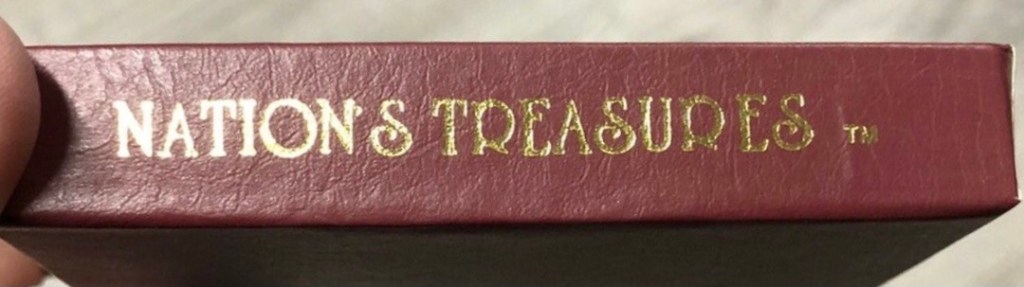 NATION'S TREASURES ™